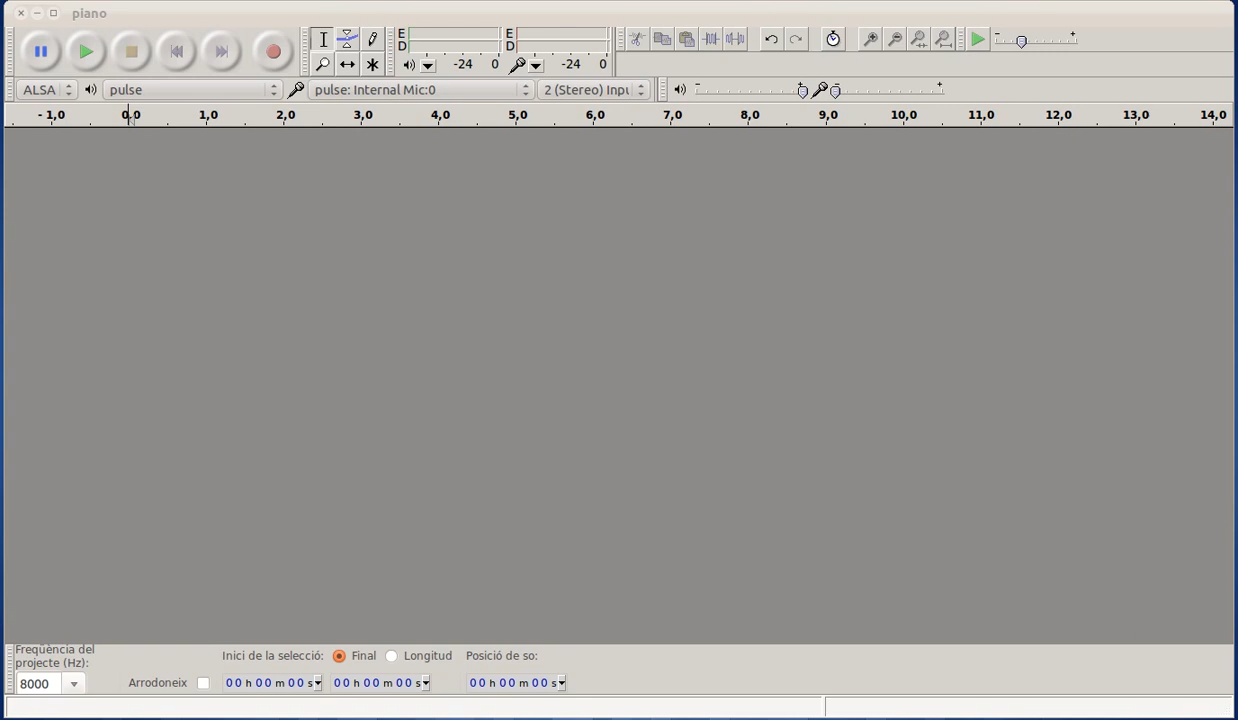 piano
E
D
-24 0
E
D
-24 0
- +
ALSA
pulse
pulse: Internal Mic:0
2 (Stereo) Inpu
- +
- +
- 1,0 0,0 1,0 2,0 3,0 4,0 5,0 6,0 7,0 8,0 9,0 10,0 11,0 12,0 13,0 14,0
Freqüència del
projecte (Hz):
Inici de la selecció: Final Longitud Posició de so:
8000 Arrodoneix 00 h 00 m 00 s 00 h 00 m 00 s 00 h 00 m 00 s